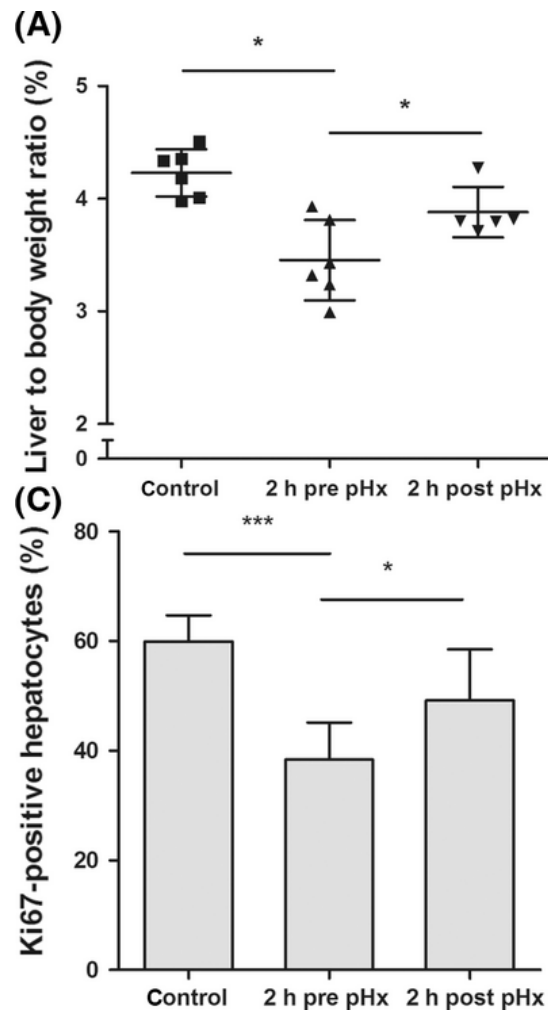 (A)
Liver to body weight ratio (%)
5
4
3
2
0
*
*
Control
2 h pre pHx
2 h post pHx
(C)
Ki67-positive hepatocytes (%)
80
60
40
20
0
***
*
Control
2 h pre pHx
2 h post pHx